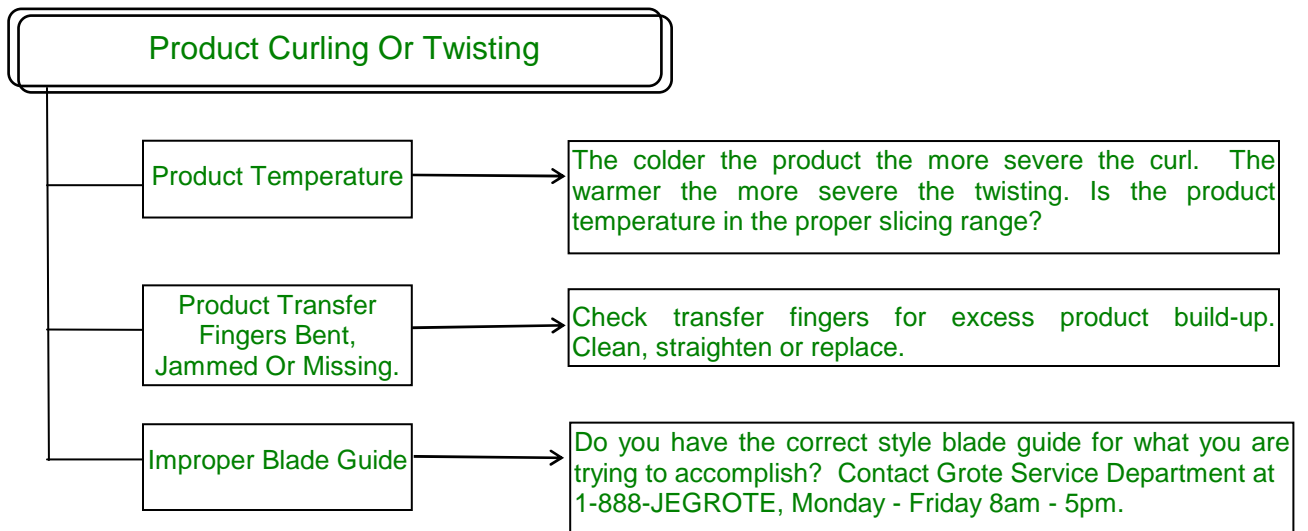 Product Curling Or Twisting
Product Temperature
The colder the product the more severe the curl. The
warmer the more severe the twisting. Is the product
temperature in the proper slicing range?
Product Transfer
Fingers Bent,
Jammed Or Missing.
Check transfer fingers for excess product build-up.
Clean, straighten or replace.
Improper Blade Guide
Do you have the correct style blade guide for what you are
trying to accomplish? Contact Grote Service Department at
1-888-JEGROTE, Monday - Friday 8am - 5pm.